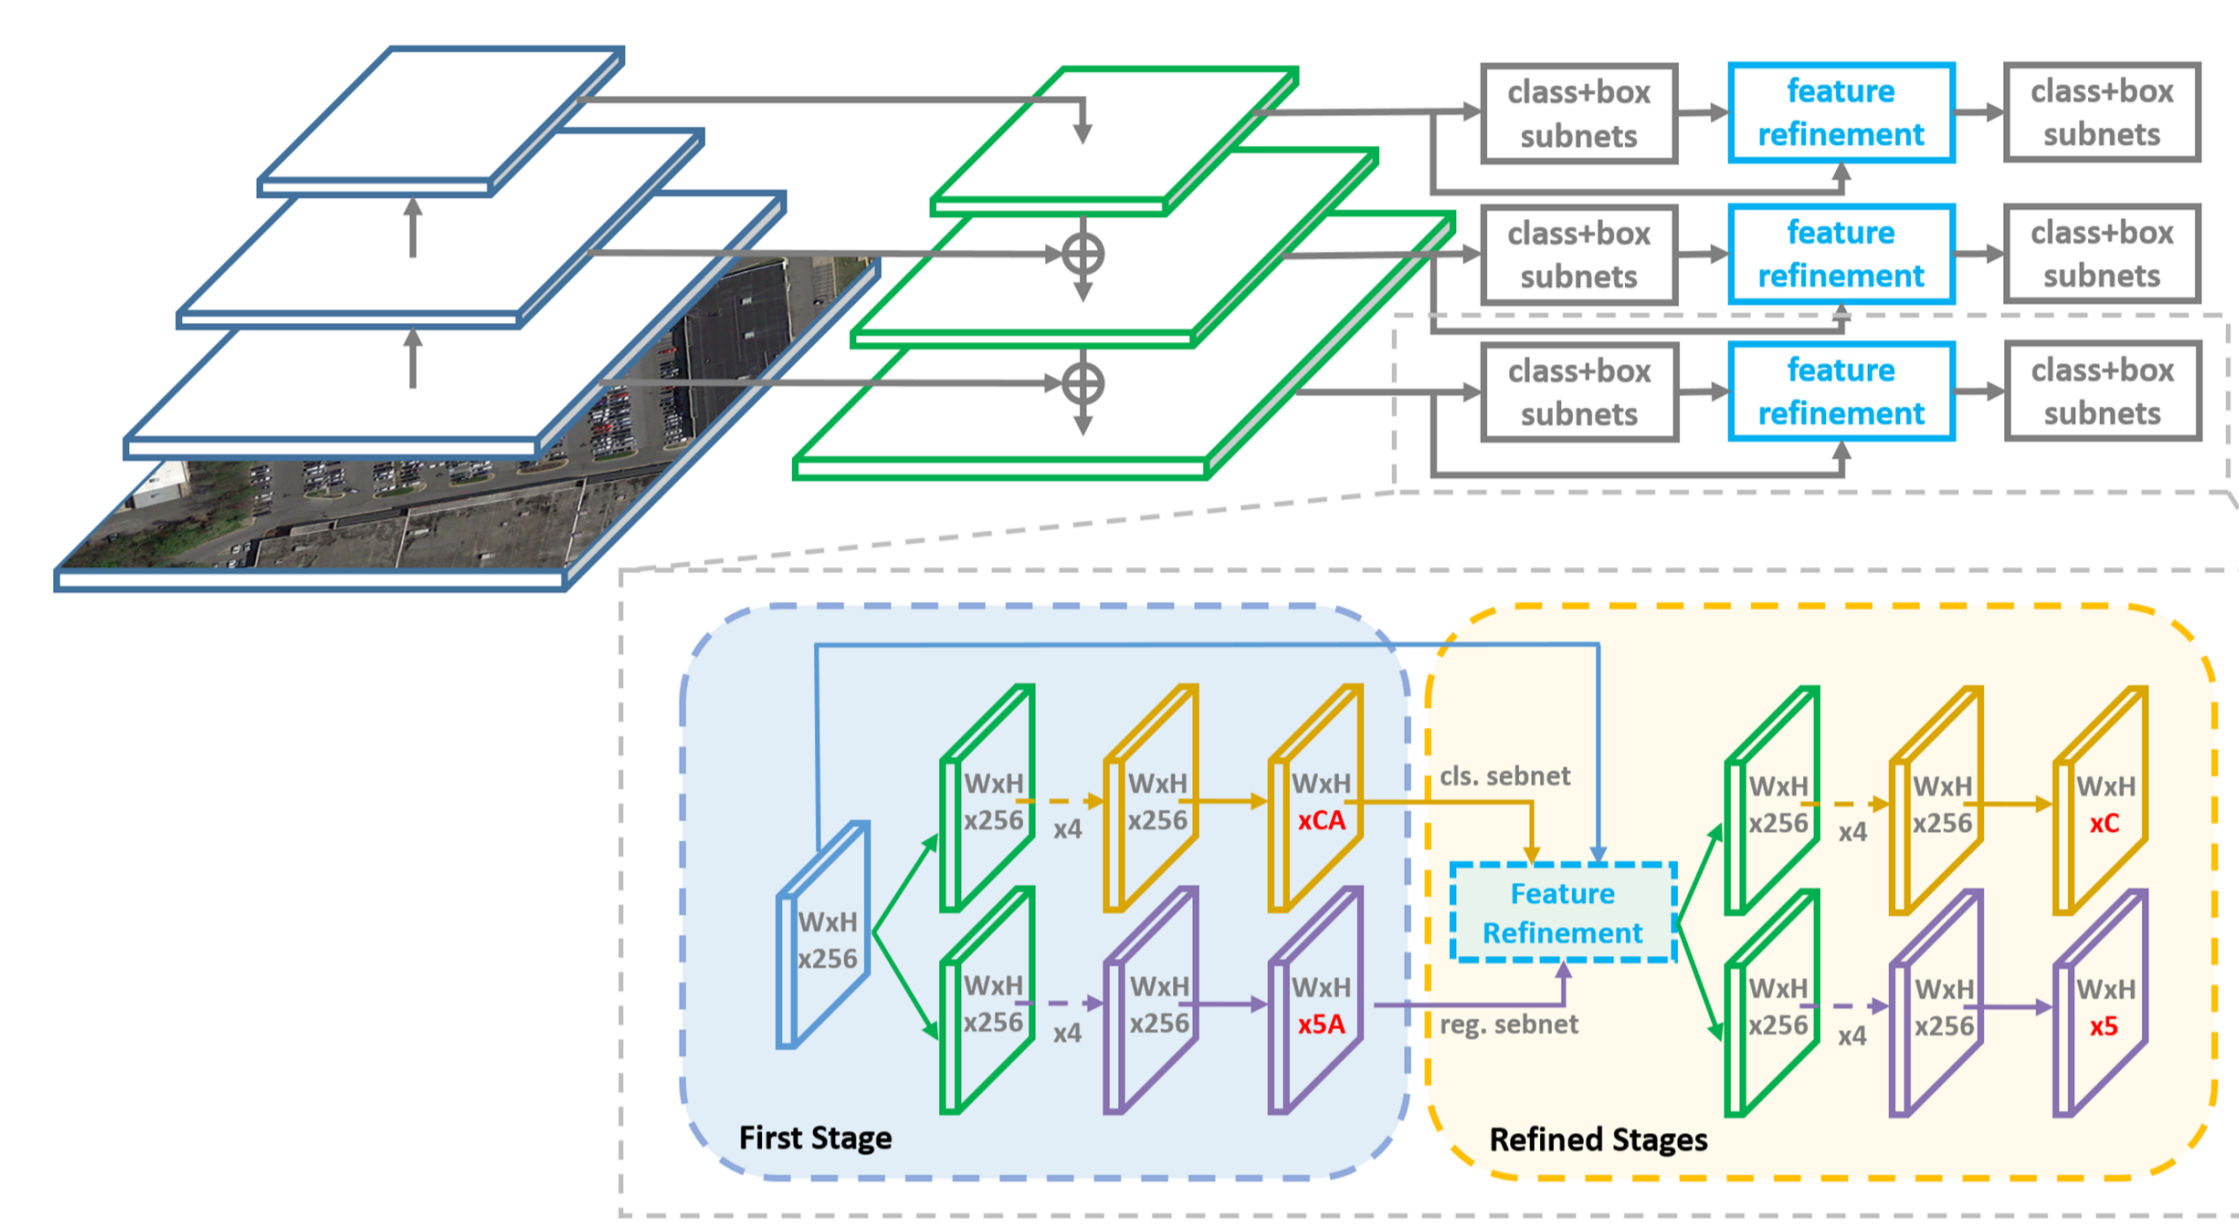 class+box
subnets
feature
refinement
class+box
subnets
class+box
subnets
feature
refinement
class+box
subnets
class+box
subnets
feature
refinement
class+box
subnets
WxH
x256
WxH
x256
x4
WxH
x256
WxH
xCA
WxH
x256
x4
WxH
x256
WxH
x5A
First Stage
cls. sebnet
Feature
Refinement
reg. sebnet
WxH
x256
x4
WxH
x256
WxH
xC
WxH
x256
x4
WxH
x256
WxH
x5
Refined Stages